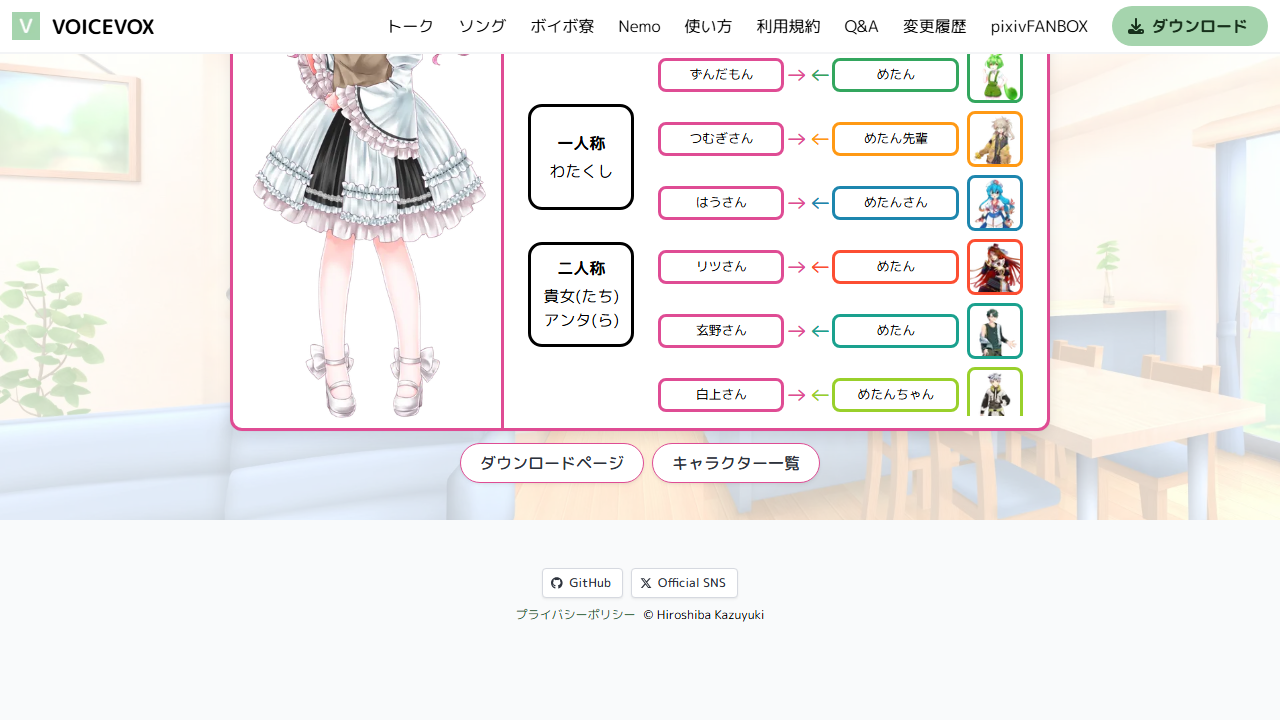 V VOICEVOX トーク ソング ボイボ寮 Nemo 使い方 利用規約 Q&A 変更履歴 pixivFANBOX ダウンロード
ずんだもん → ← めたん
一人称
わたくし
つむぎさん → ← めたん先輩
はうさん → ← めたんさん
二人称
貴女(たち)
アンタ(ら)
リツさん → ← めたん
玄野さん → ← めたん
白上さん → ← めたんちゃん
ダウンロードページ キャラクター一覧
GitHub Official SNS
プライバシーポリシー © Hiroshiba Kazuyuki